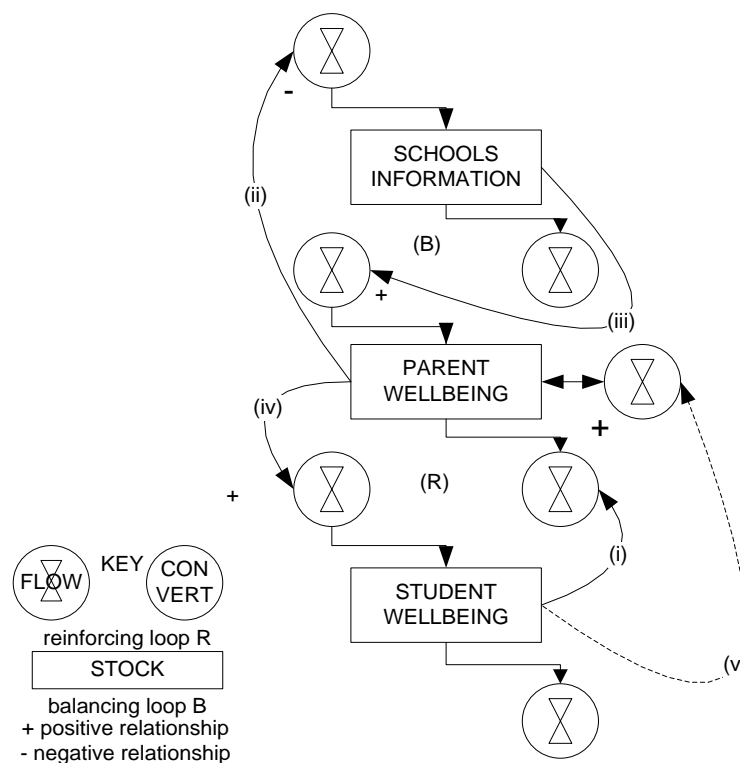 -
SCHOOLS
INFORMATION
(ii)
(B)
+
(iii)
PARENT
WELLBEING
(iv)
+
(R)
+
KEY
FLOW
CON
VERT
(i)
STUDENT
WELLBEING
reinforcing loop R
STOCK
(v
balancing loop B
+ positive relationship
- negative relationship